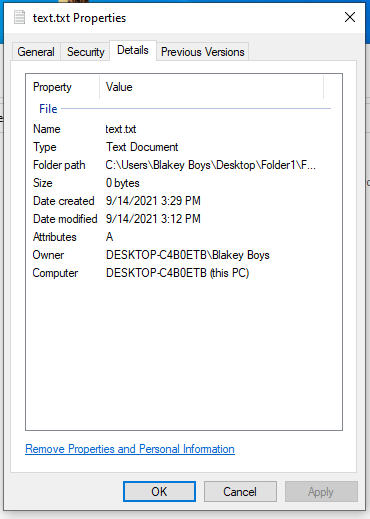 text.txt Properties
General Security Details Previous Versions
Property Value
File
Name text.txt
Type Text Document
Folder path C:\Users\Blakey Boys\Desktop\Folder1\F...
Size 0 bytes
Date created 9/14/2021 3:29 PM
Date modified 9/14/2021 3:12 PM
Attributes A
Owner DESKTOP-C4B0ETB\Blakey Boys
Computer DESKTOP-C4B0ETB (this PC)
Remove Properties and Personal Information
OK Cancel Apply